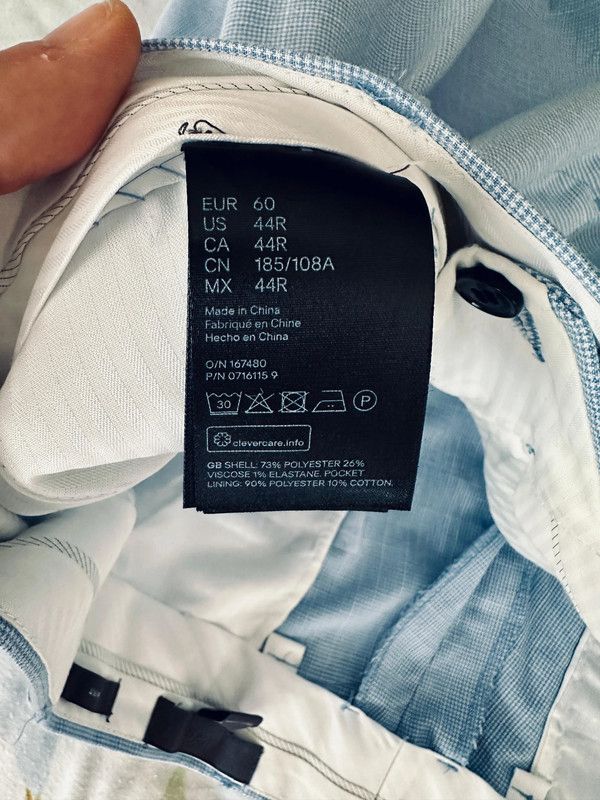 EUR 60
US 44R
CA 44R
CN 185/108A
MX 44R
Made in China
Fabriqué en Chine
Hecho en China
O/N 167480
P/N 0716115 9
30 P
clevercare.info
GB SHELL: 73% POLYESTER 26%
VISCOSE 1% ELASTANE. POCKET
LINING: 90% POLYESTER 10% COTTON.